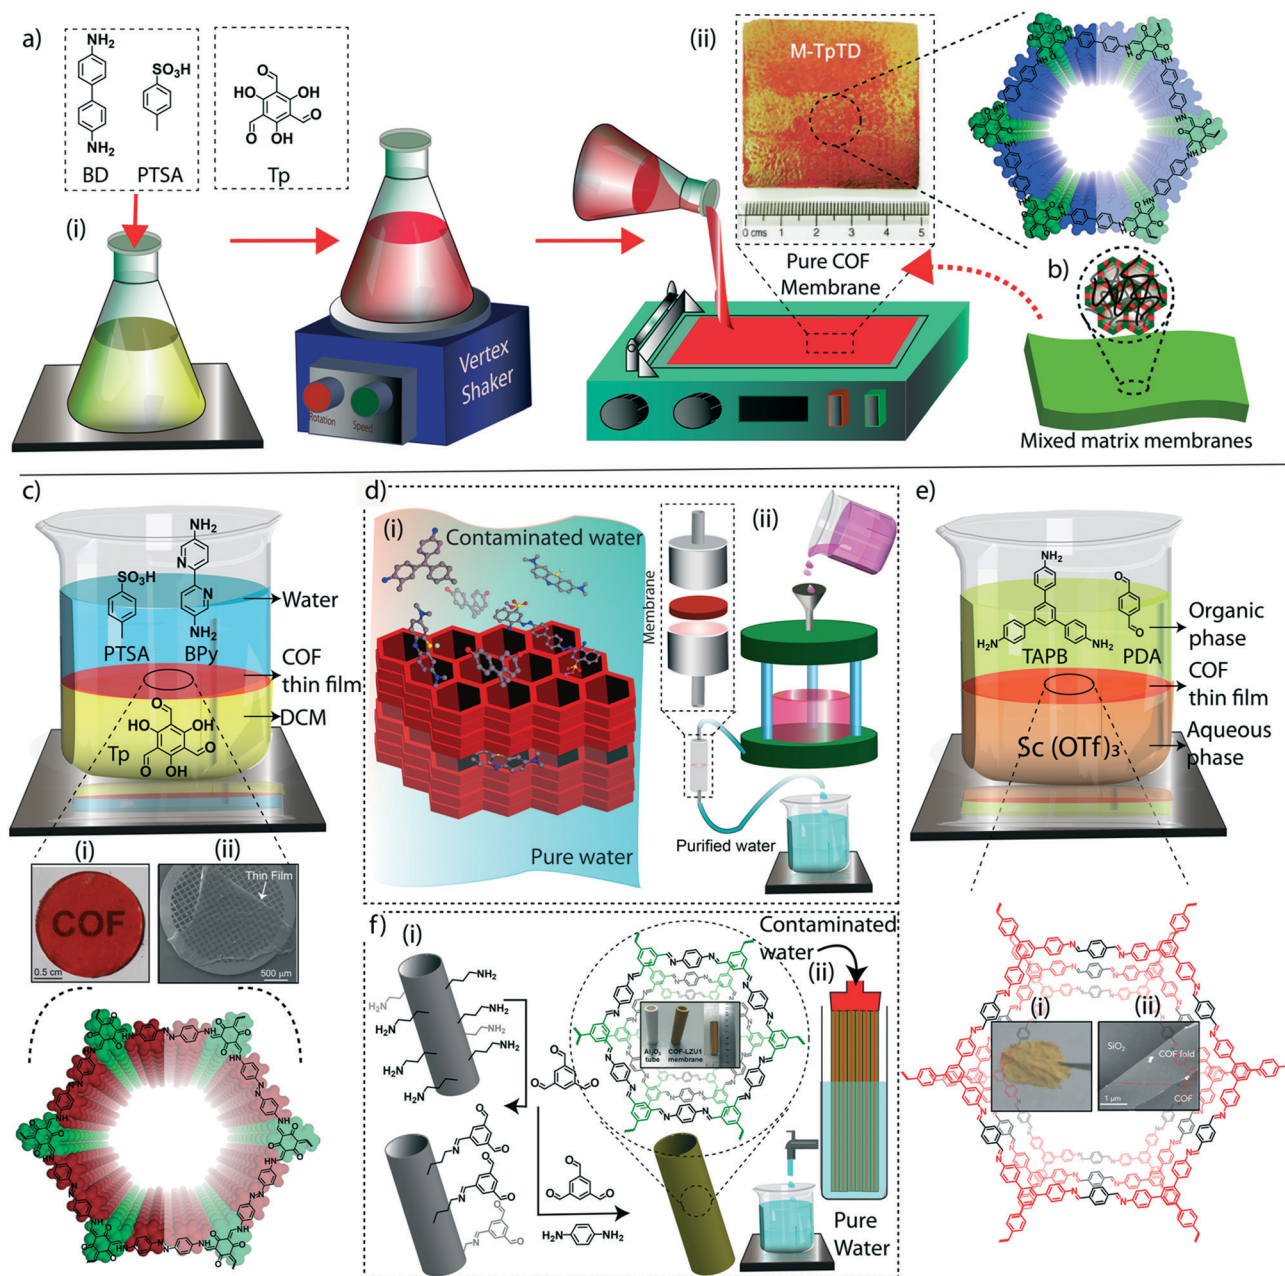 a)
NH₂
NH₂
BD
SO₃H
PTSA
O
HO
OH
O
O
OH
Tp
(i)
Rotation
Speed
Vertex
Shaker
(ii)
M-TpTD
0 cms 1 2 3 4 5
Pure COF
Membrane
b)
Mixed matrix membranes
c)
NH₂
N
N
NH₂
SO₃H
PTSA
BPy
Water
COF
thin film
DCM
O
HO
OH
O
O
OH
Tp
(i)
COF
0.5 cm
(ii)
Thin Film
500 µm
d)
(i)
Contaminated water
Pure water
(ii)
Membrane
Purified water
e)
NH₂
H₂N
NH₂
TAPB
O
O
PDA
Organic
phase
COF
thin film
Aqueous
phase
Sc (OTf)₃
(i)
(ii)
SiO₂
COF fold
COF
1 µm
f)
(i)
NH₂
H₂N
NH₂
H₂N
NH₂
H₂N
NH₂
H₂N
NH₂
Al₂O₃
tube
COF-LZU1
membrane
Contaminated
water
(ii)
Pure
Water